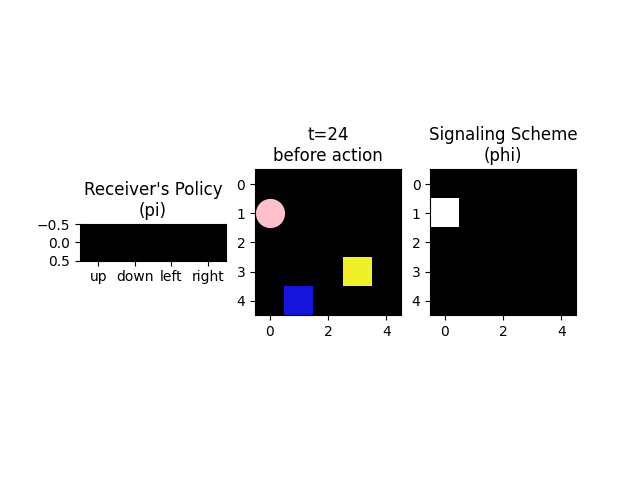 Receiver's Policy
(pi)
−0.5
0.0
0.5
up down left right
t=24
before action
0
1
2
3
4
0 2 4
Signaling Scheme
(phi)
0
1
2
3
4
0 2 4